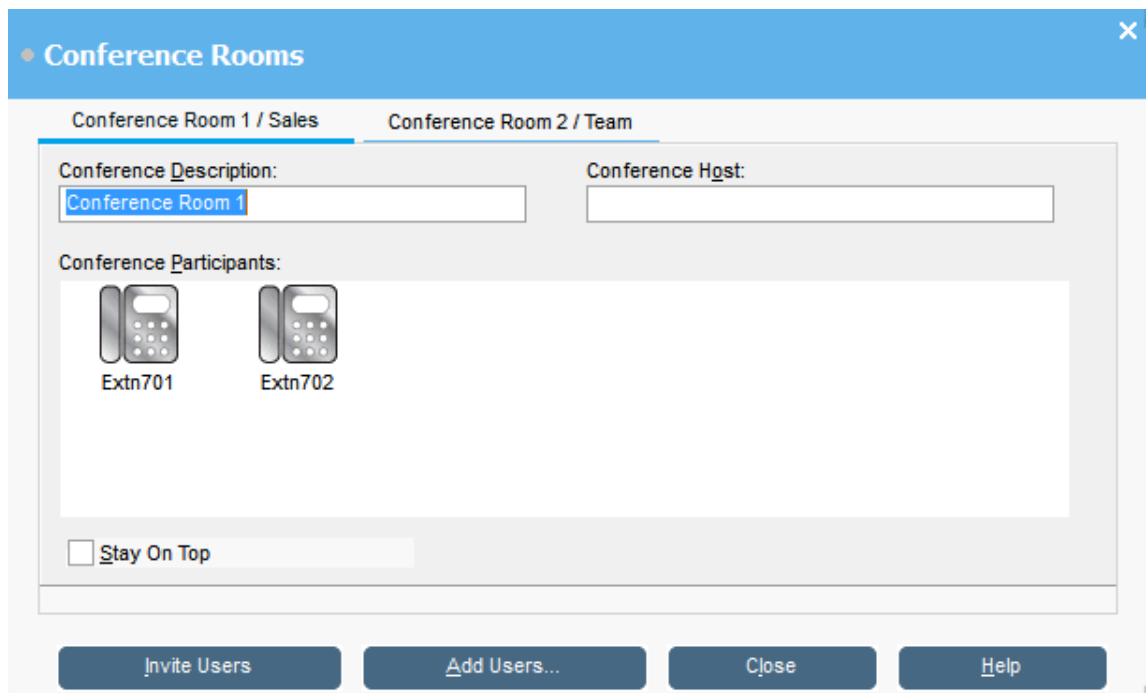 Conference Rooms
Conference Room 1 / Sales
Conference Room 2 / Team
Conference Description:
Conference Host:
Conference Room 1
Conference Participants:
Extn701
Extn702
Stay On Top
Invite Users
Add Users...
Close
Help